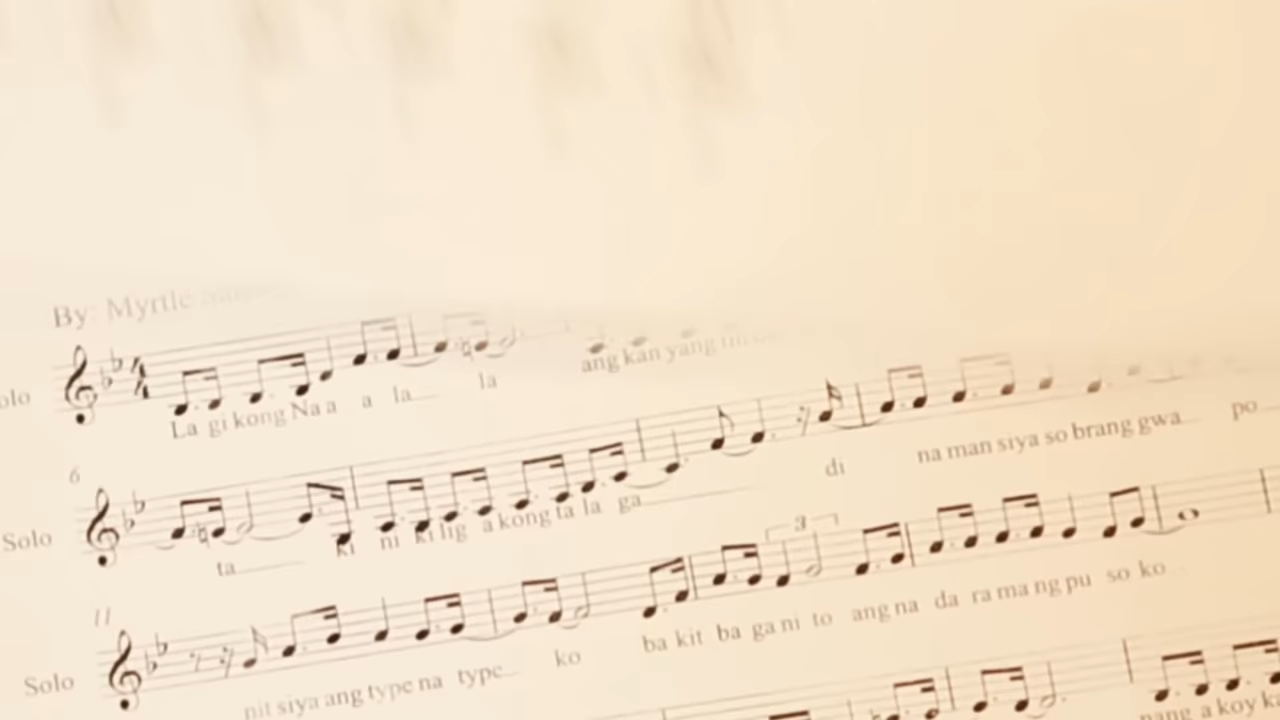 By: Myrtle
olo
La gi kong Na a a la la ang kan yang
6
Solo
ta ki ni ki lig a kong ta la ga di na man siya so brang gwa po
11
3
Solo
nit siya ang type na type ko ba kit ba ga ni to ang na da ra ma ng pu so ko
nang a koy